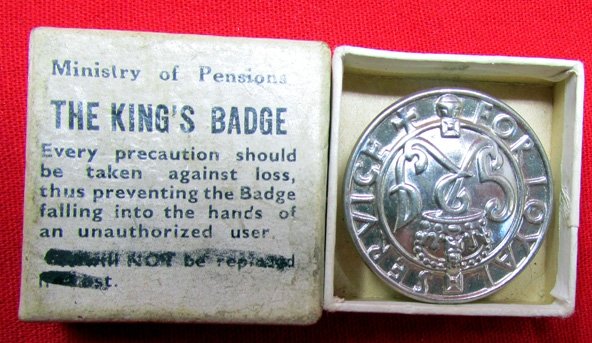 Ministry of Pensions
THE KING'S BADGE
Every precaution should
be taken against loss,
thus preventing the Badge
falling into the hands of
an unauthorized user
will NOT be replaced
FOR LOYAL SERVICE